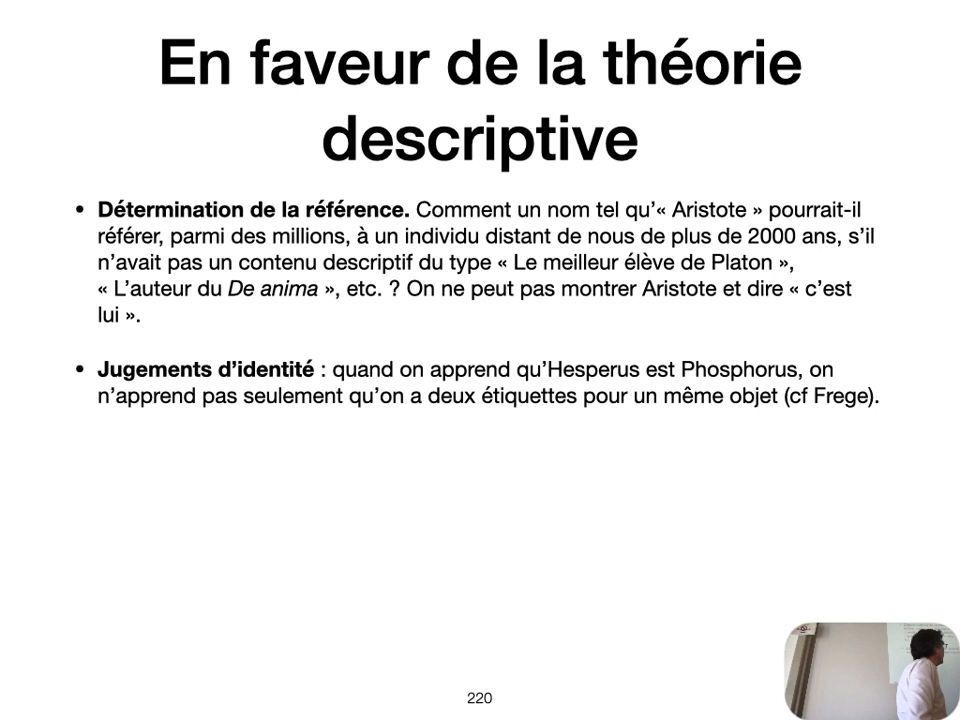 En faveur de la théorie
descriptive
• Détermination de la référence. Comment un nom tel qu’« Aristote » pourrait-il
référer, parmi des millions, à un individu distant de nous de plus de 2000 ans, s’il
n’avait pas un contenu descriptif du type « Le meilleur élève de Platon »,
« L’auteur du De anima », etc. ? On ne peut pas montrer Aristote et dire « c’est
lui ».
• Jugements d’identité : quand on apprend qu’Hesperus est Phosphorus, on
n’apprend pas seulement qu’on a deux étiquettes pour un même objet (cf Frege).
220